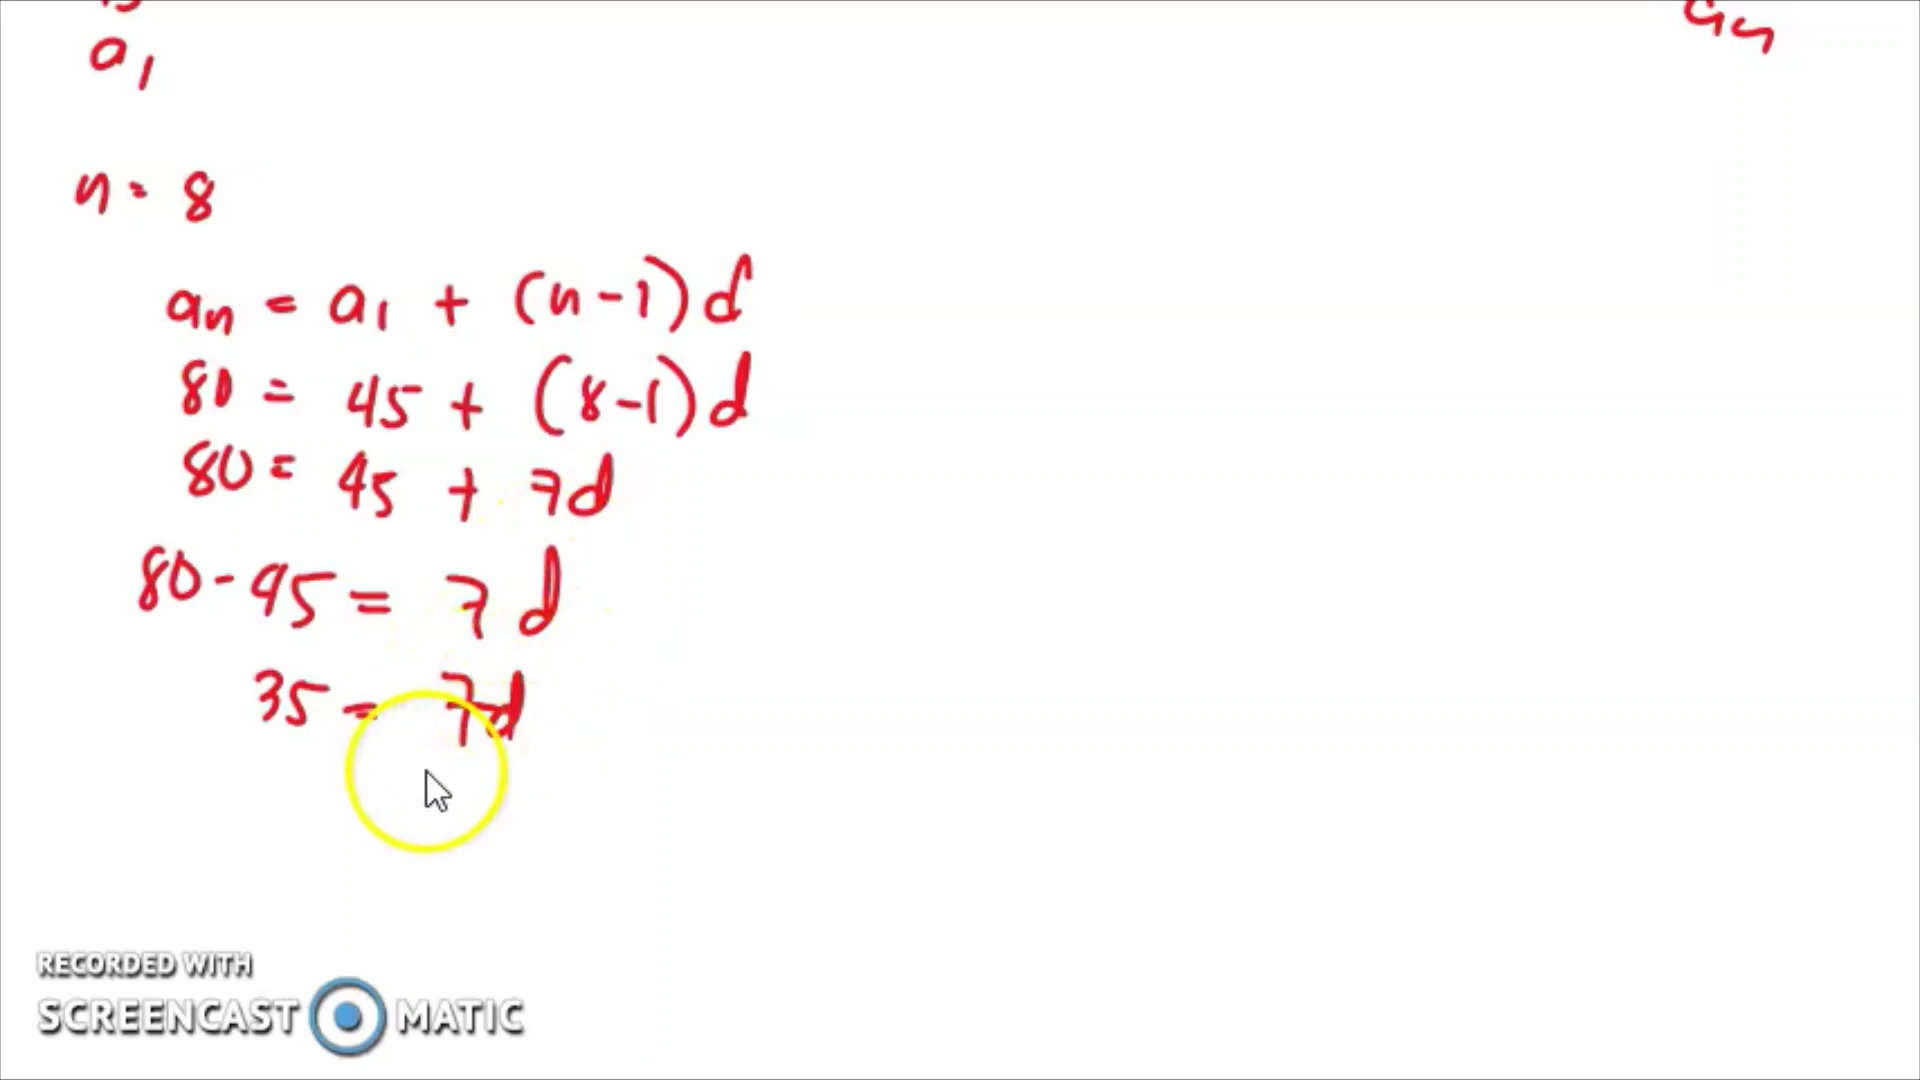 an
a1
n = 8
an = a1 + (n-1)d
80 = 45 + (8-1)d
80 = 45 + 7d
80 - 45 = 7d
35 = 7d
RECORDED WITH
SCREENCAST MATIC